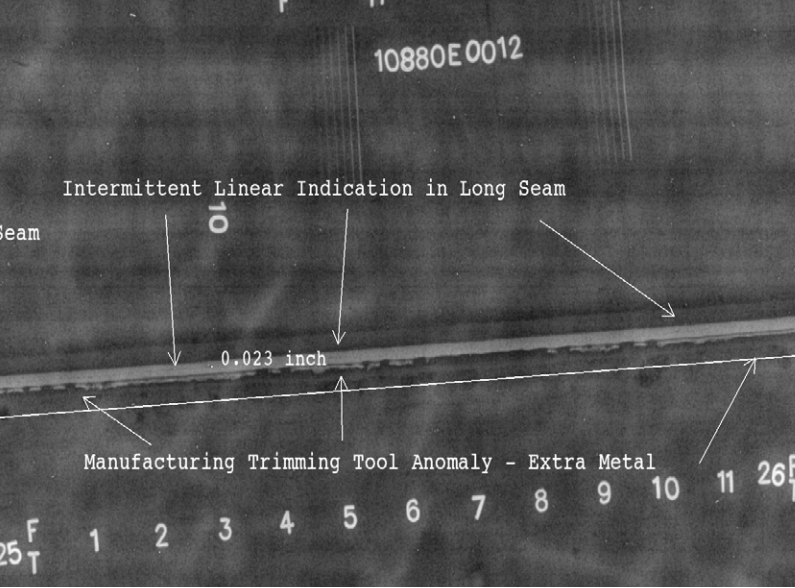 10880E0012
Intermittent Linear Indication in Long Seam
10
Seam
0.023 inch
Manufacturing Trimming Tool Anomaly - Extra Metal
25 FT 1 2 3 4 5 6 7 8 9 10 11 26 F